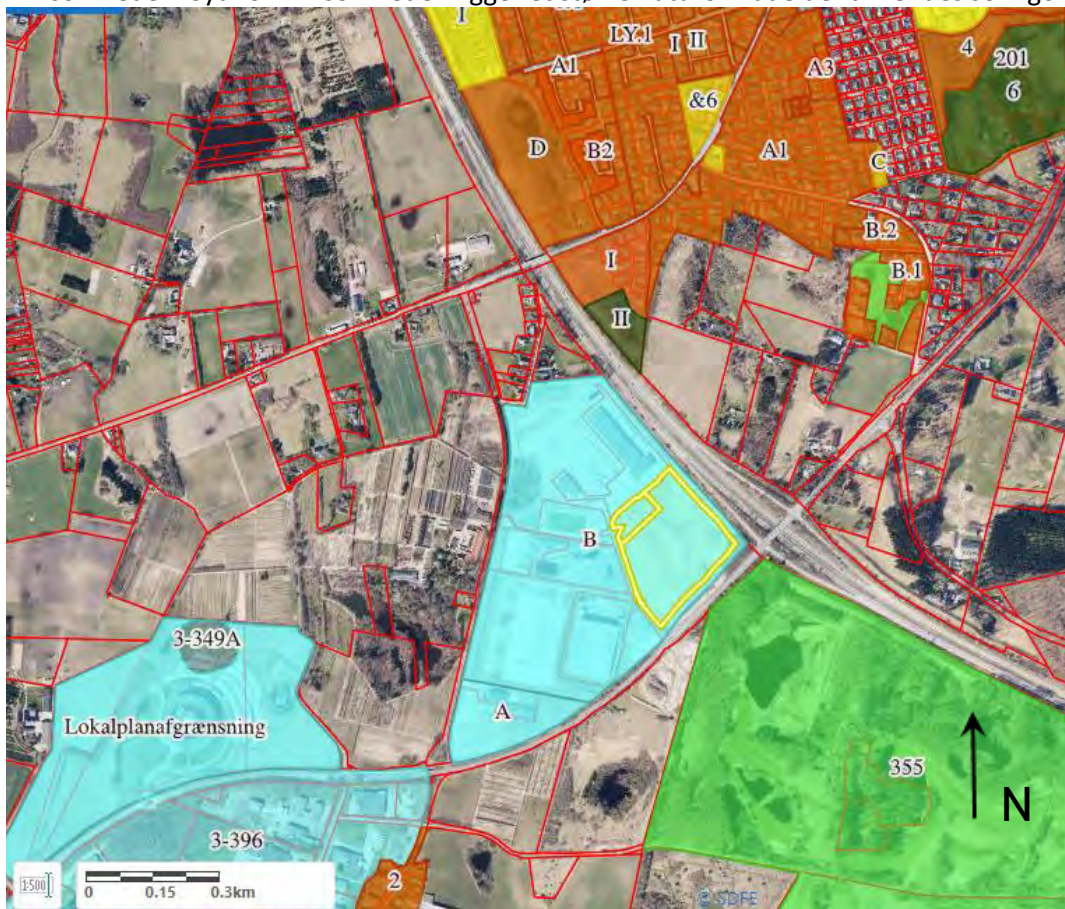 I
LY.1
I II
A1
A3
4
201
6
&6
D
B2
A1
C
B.2
B.1
I
II
B
3-349A
Lokalplanafgrænsning
A
355
N
3-396
2
1:500
0 0.15 0.3km
© SDFE